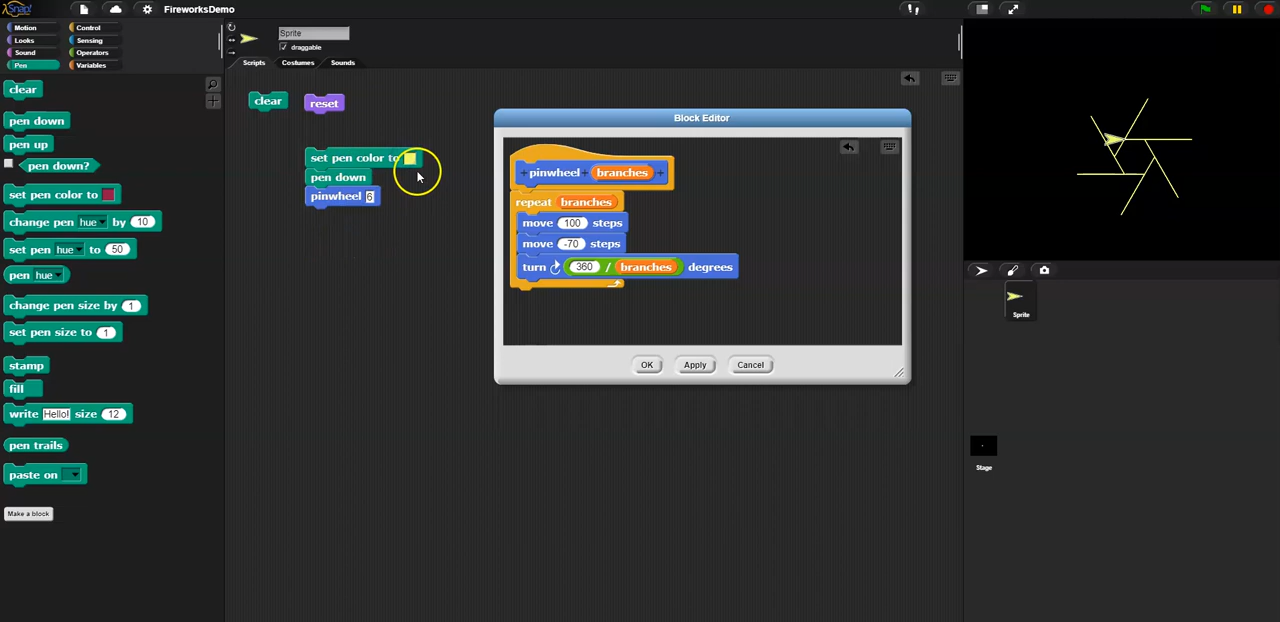 Snap! FireworksDemo
Motion Control
Looks Sensing
Sound Operators
Pen Variables
clear
pen down
pen up
pen down?
set pen color to
change pen hue by 10
set pen hue to 50
pen hue
change pen size by 1
set pen size to 1
stamp
fill
write Hello! size 12
pen trails
paste on
Make a block
Sprite
draggable
Scripts Costumes Sounds
clear reset
set pen color to
pen down
pinwheel 6
Block Editor
+ pinwheel + branches +
repeat branches
move 100 steps
move -70 steps
turn 360 / branches degrees
OK Apply Cancel
Sprite
Stage